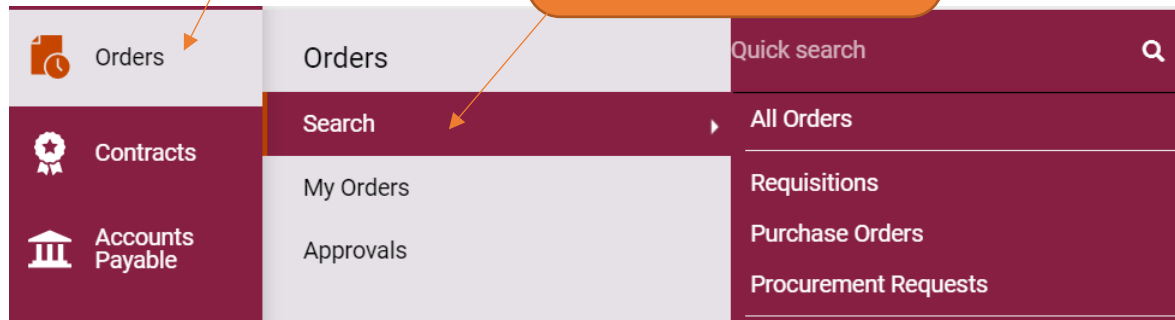 Orders
Contracts
Accounts
Payable
Orders
Search
My Orders
Approvals
Quick search
All Orders
Requisitions
Purchase Orders
Procurement Requests